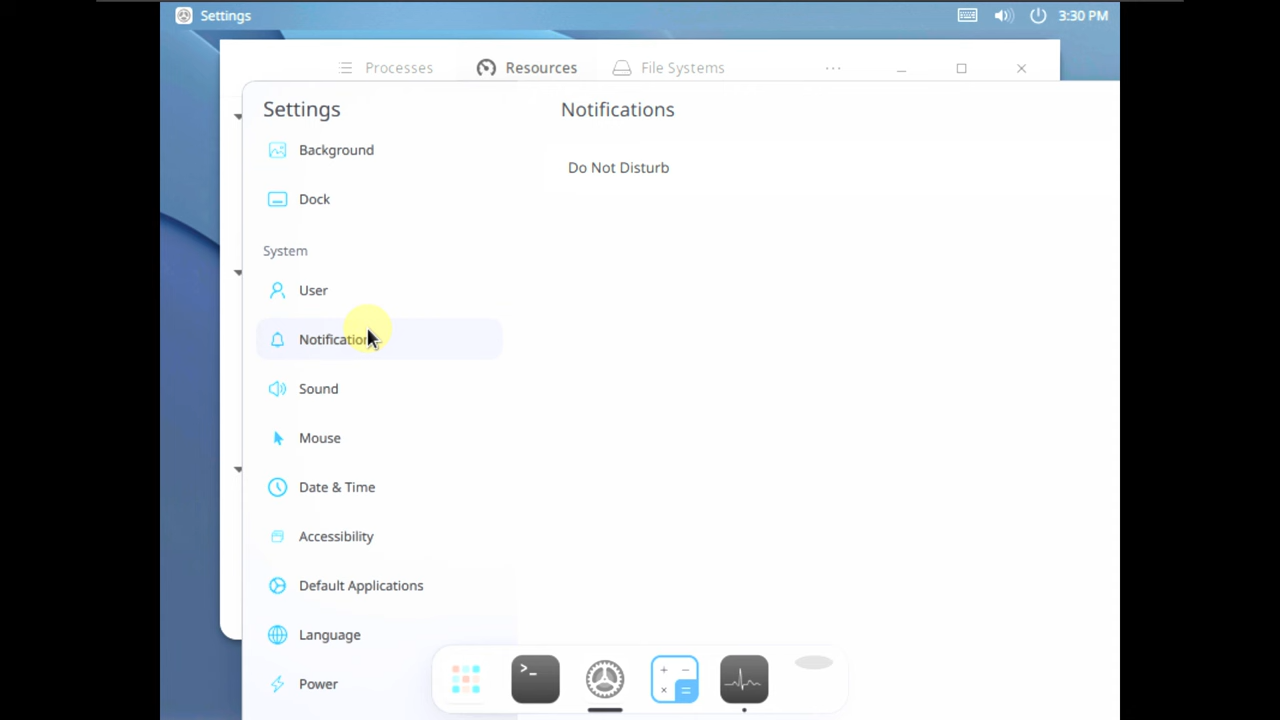 Settings
3:30 PM
Processes
Resources
File Systems
Settings
Background
Dock
System
User
Notifications
Sound
Mouse
Date & Time
Accessibility
Default Applications
Language
Power
Notifications
Do Not Disturb